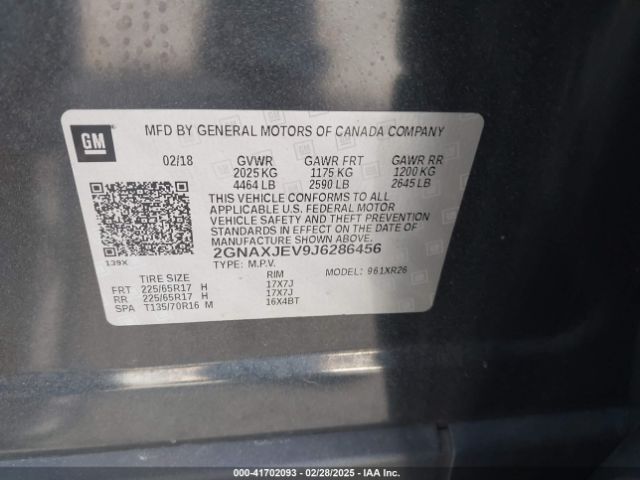 GM
MFD BY GENERAL MOTORS OF CANADA COMPANY
02/18 GVWR GAWR FRT GAWR RR
2025 KG 1175 KG 1200 KG
4464 LB 2590 LB 2645 LB
THIS VEHICLE CONFORMS TO ALL
APPLICABLE U.S. FEDERAL MOTOR
VEHICLE SAFETY AND THEFT PREVENTION
STANDARDS IN EFFECT ON THE DATE OF
MANUFACTURE SHOWN ABOVE.
139X 2GNAXJEV9J6286456
TYPE: M.P.V. MODEL: 961XR26
TIRE SIZE RIM
FRT 225/65R17 H 17X7J
RR 225/65R17 H 17X7J
SPA T135/70R16 M 16X4BT
000-41702093 - 02/28/2025 - IAA Inc.